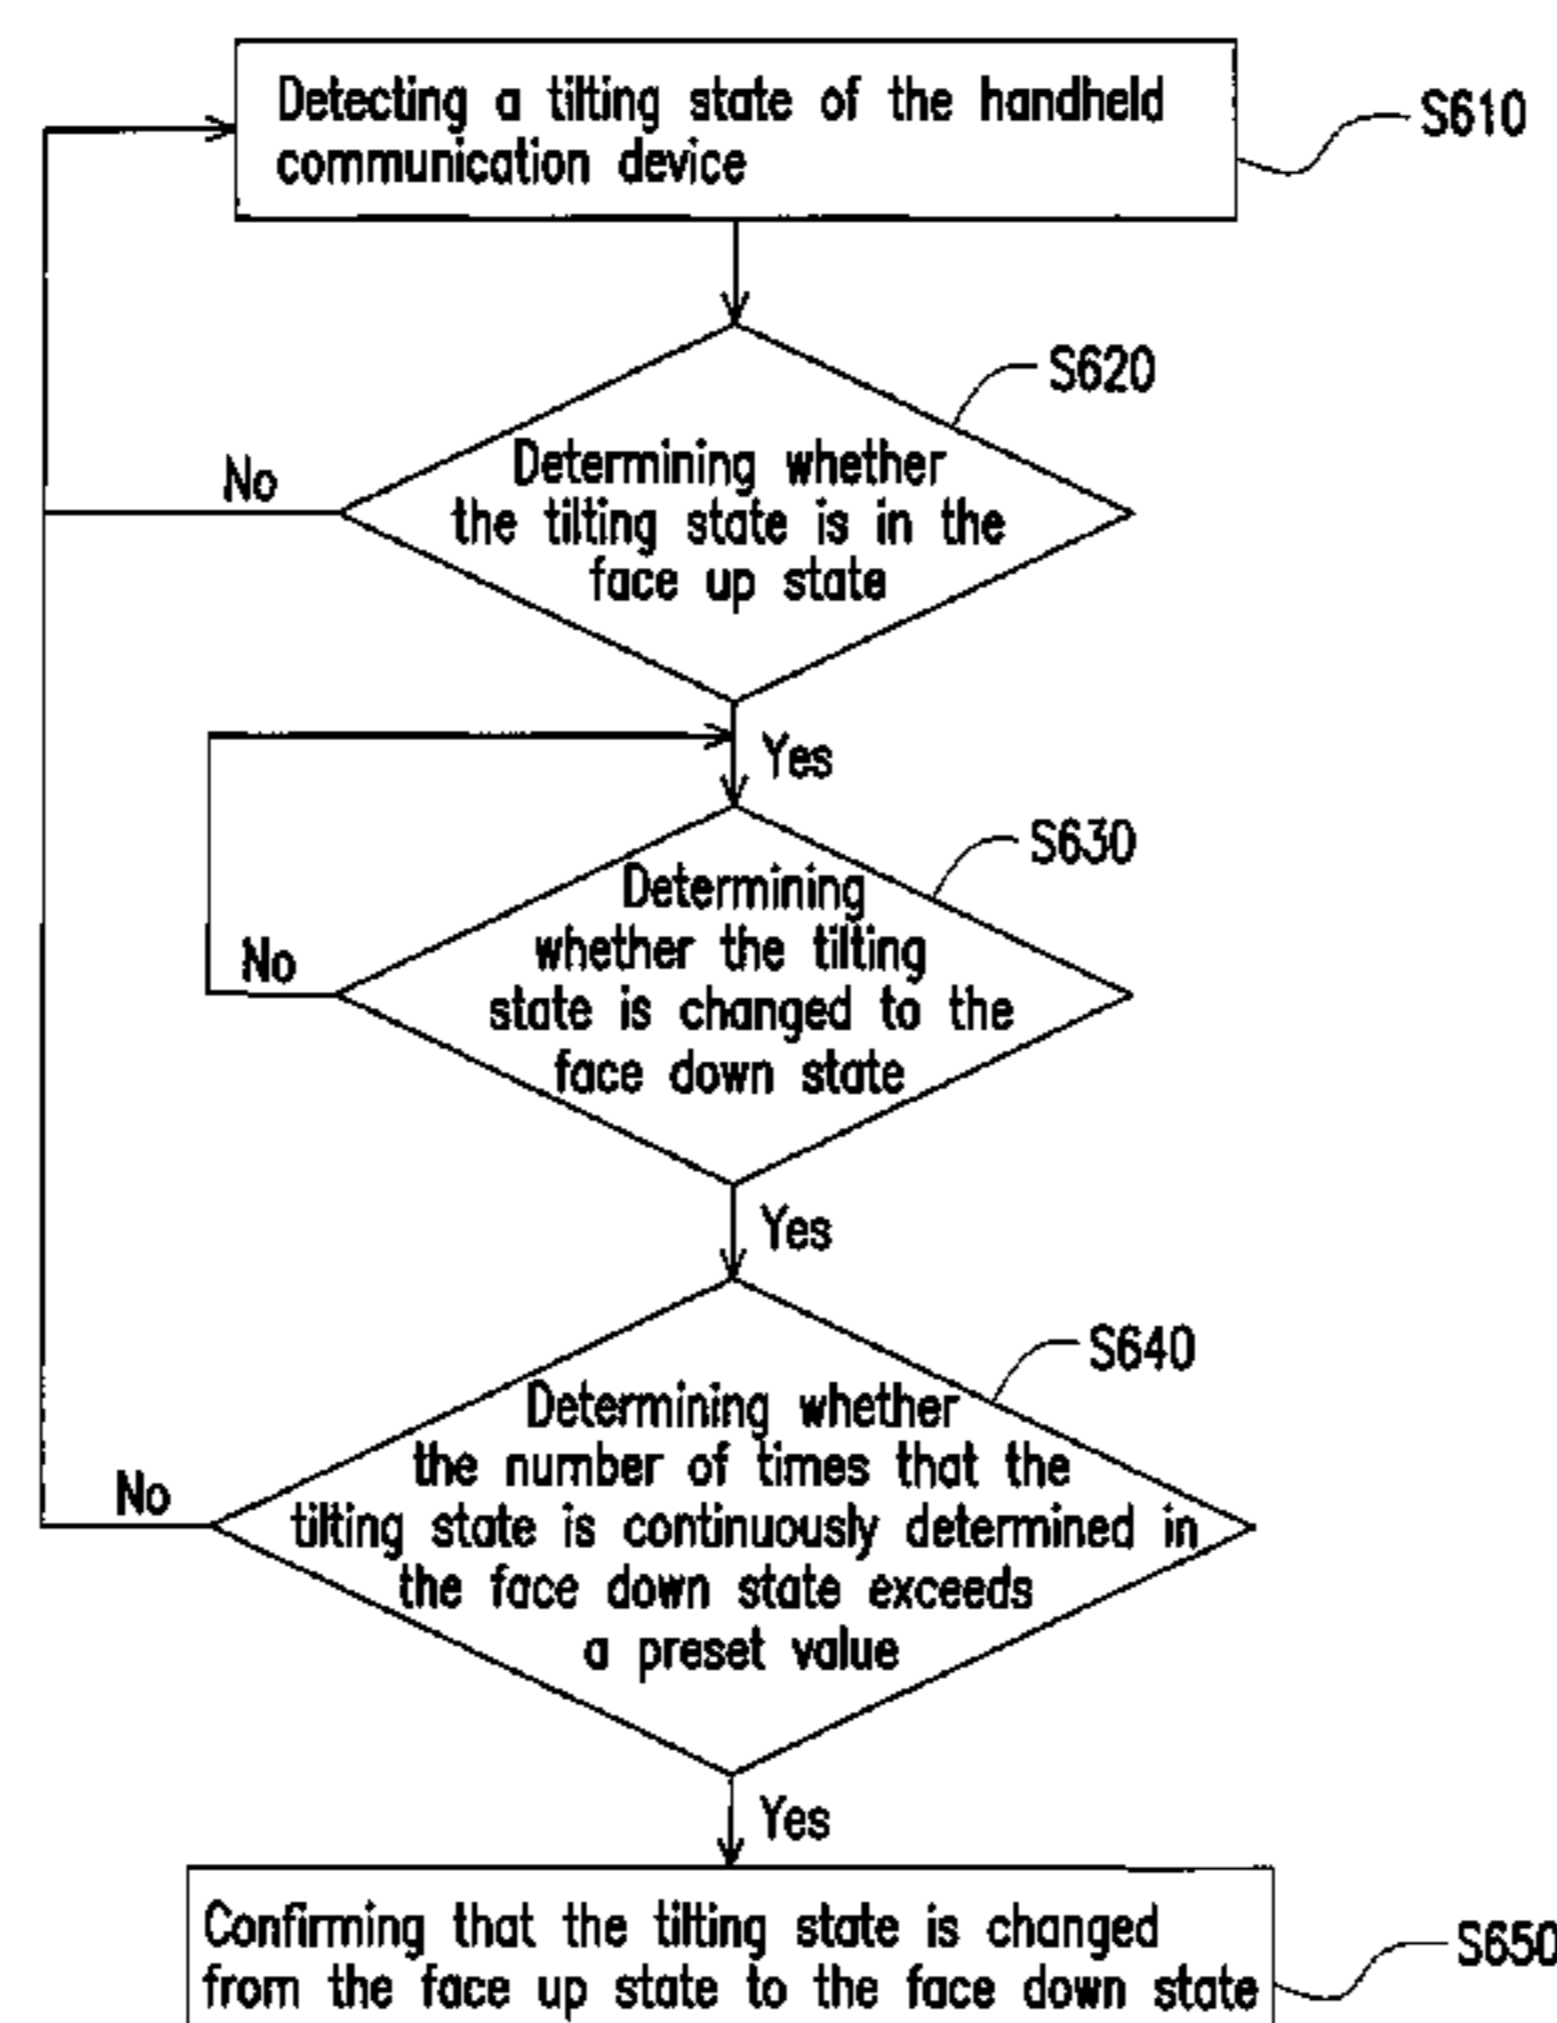 Detecting a tilting state of the handheld
communication device
S610
S620
Determining whether
the tilting state is in the
face up state
No
Yes
S630
Determining
whether the tilting
state is changed to the
face down state
No
Yes
S640
Determining whether
the number of times that the
tilting state is continuously determined in
the face down state exceeds
a preset value
No
Yes
Confirming that the tilting state is changed
from the face up state to the face down state
S650